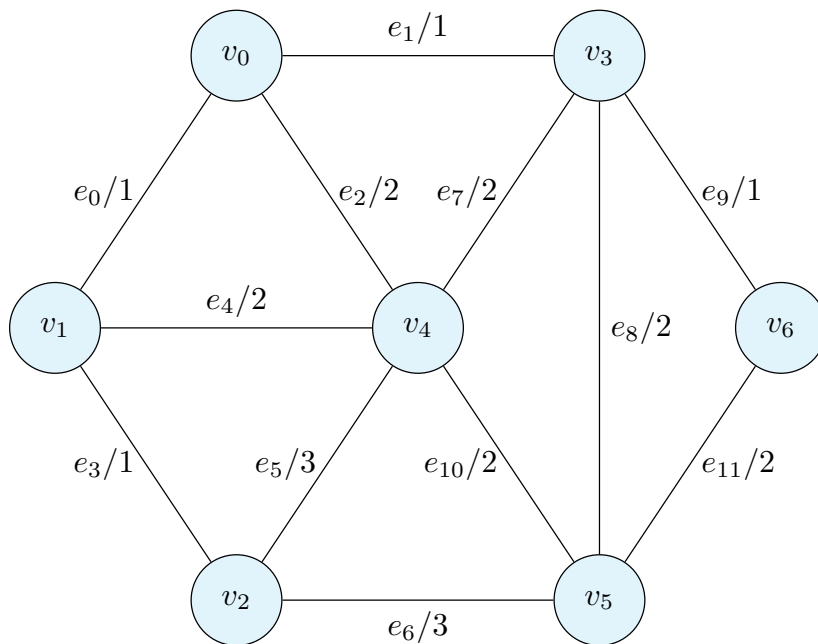 e₁/1
v₀
v₃
e₀/1
e₂/2
e₇/2
e₉/1
e₄/2
v₁
v₄
e₈/2
v₆
e₃/1
e₅/3
e₁₀/2
e₁₁/2
v₂
v₅
e₆/3